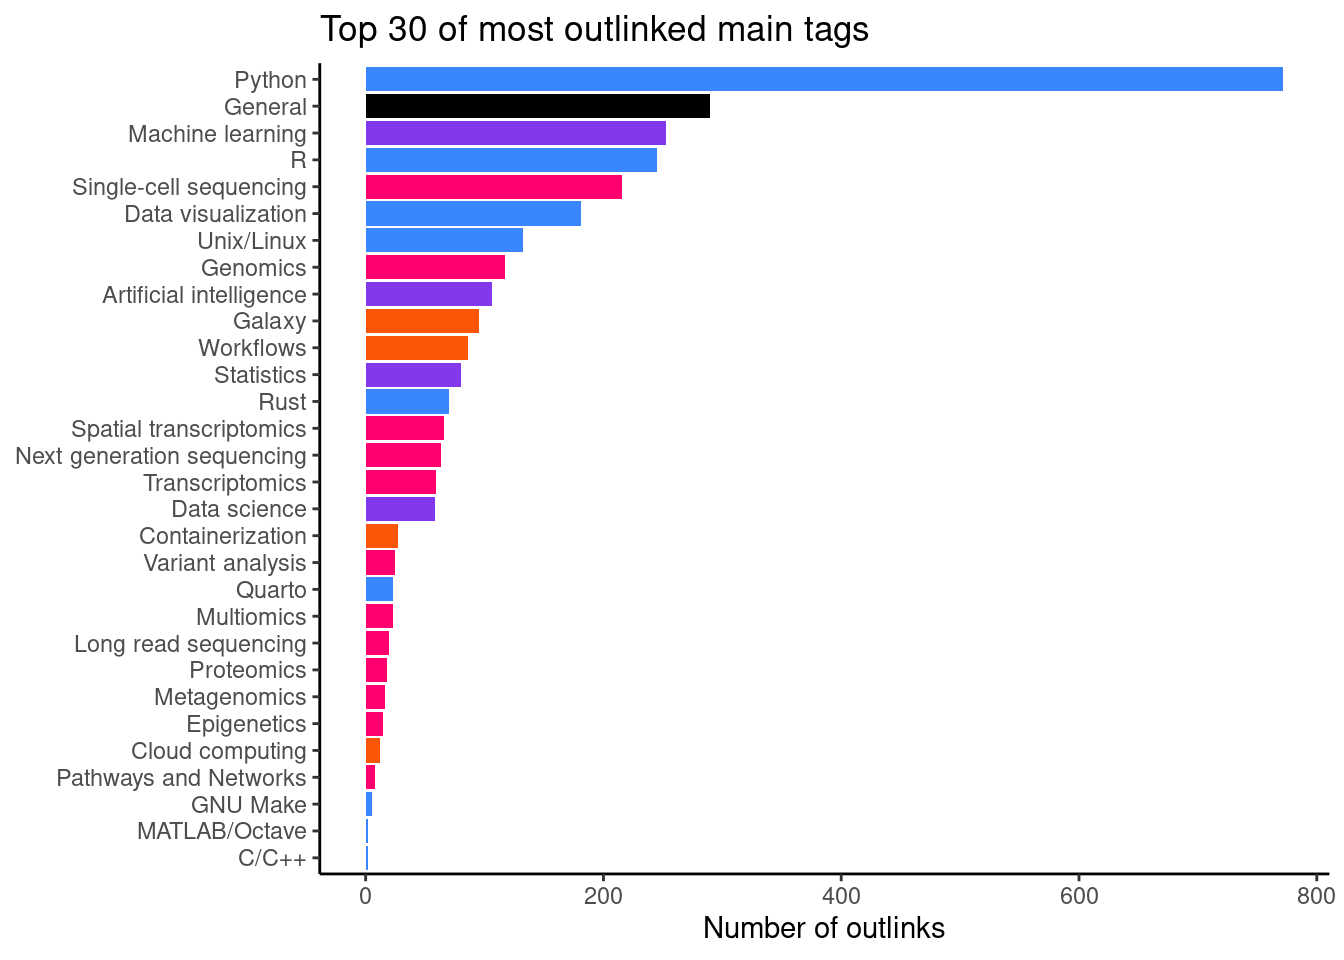 Top 30 of most outlinked main tags
Python
General
Machine learning
R
Single-cell sequencing
Data visualization
Unix/Linux
Genomics
Artificial intelligence
Galaxy
Workflows
Statistics
Rust
Spatial transcriptomics
Next generation sequencing
Transcriptomics
Data science
Containerization
Variant analysis
Quarto
Multiomics
Long read sequencing
Proteomics
Metagenomics
Epigenetics
Cloud computing
Pathways and Networks
GNU Make
MATLAB/Octave
C/C++
0 200 400 600 800
Number of outlinks